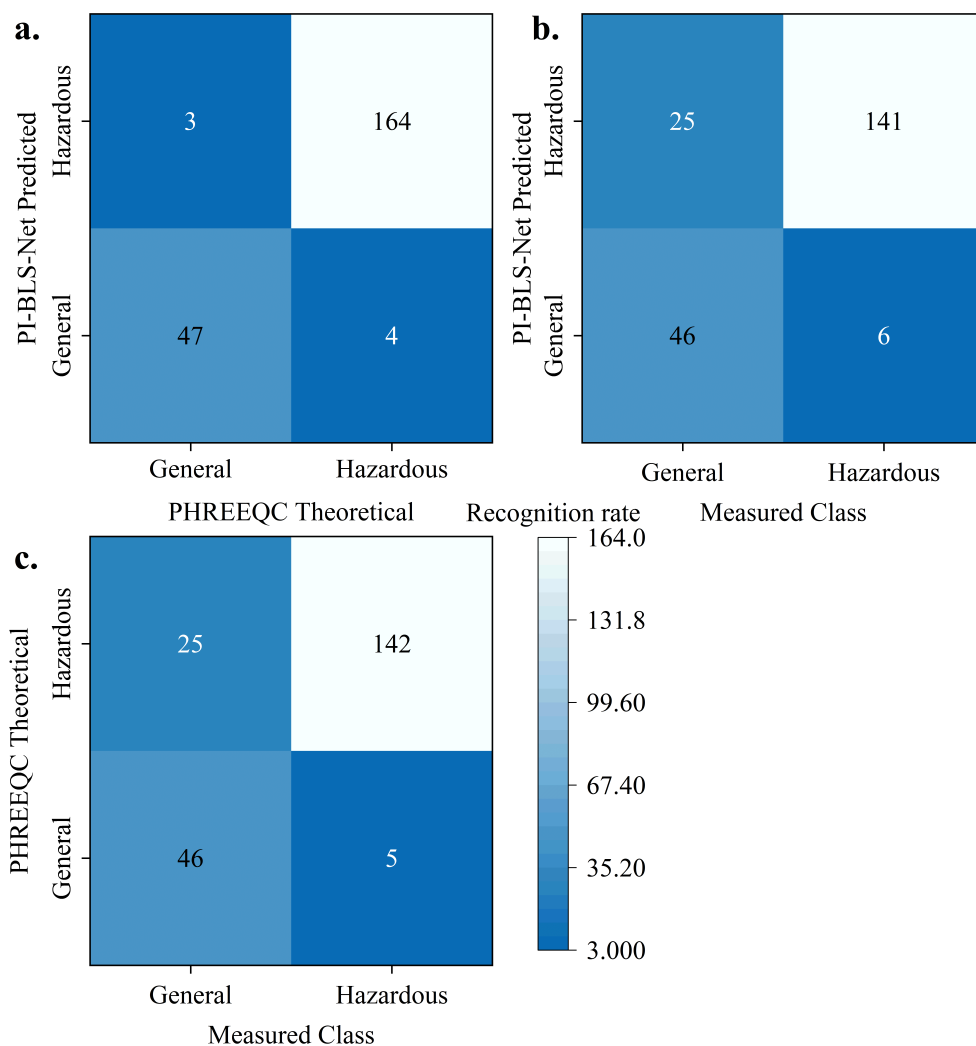 a.
PI-BLS-Net Predicted
Hazardous
General
3
164
47
4
General
Hazardous
PHREEQC Theoretical
b.
PI-BLS-Net Predicted
Hazardous
General
25
141
46
6
General
Hazardous
Measured Class
c.
PHREEQC Theoretical
Hazardous
General
25
142
46
5
General
Hazardous
Measured Class
Recognition rate
164.0
131.8
99.60
67.40
35.20
3.000